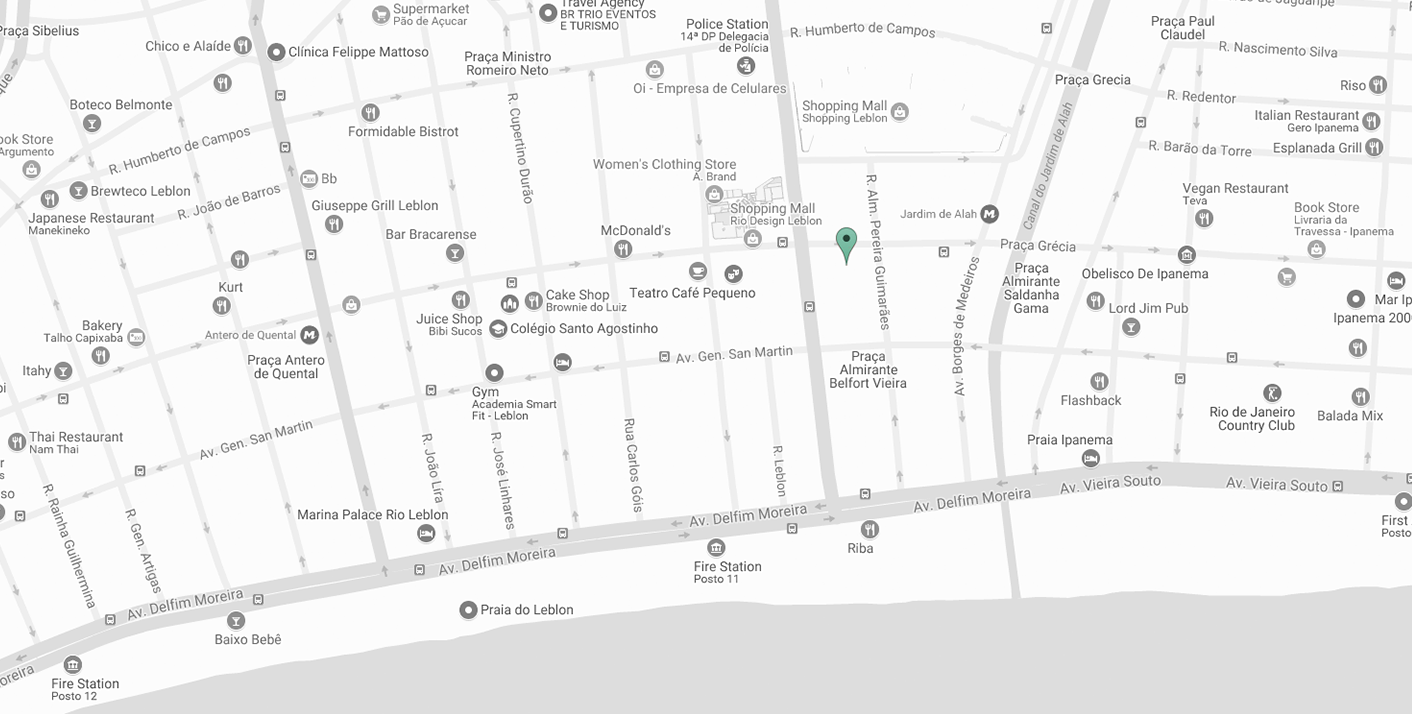 Praça Sibelius
Supermarket
Pão de Açucar
Travel Agency
BR TRIO EVENTOS
E TURISMO
Police Station
14ª DP Delegacia
de Polícia
R. Humberto de Campos
Praça Paul
Claudel
R. Nascimento Silva
Chico e Alaíde
Clínica Felippe Mattoso
Praça Ministro
Romeiro Neto
Oi - Empresa de Celulares
Praça Grecia
Riso
R. Redentor
Boteco Belmonte
R. Cupertino Durão
Shopping Mall
Shopping Leblon
Canal do Jardim de Alah
Italian Restaurant
Gero Ipanema
Formidable Bistrot
R. Humberto de Campos
ook Store
Argumento
R. Barão da Torre
Esplanada Grill
Women's Clothing Store
A. Brand
Bb
Brewteco Leblon
R. João de Barros
R. Alm. Pereira Guimarães
Vegan Restaurant
Teva
Japanese Restaurant
Manekineko
Giuseppe Grill Leblon
Shopping Mall
Rio Design Leblon
Jardim de Alah
Book Store
Livraria da
Travessa - Ipanema
Bar Bracarense
McDonald's
Praça Grécia
Kurt
Teatro Café Pequeno
Av. Borges de Medeiros
Praça
Almirante
Saldanha
Gama
Obelisco De Ipanema
Cake Shop
Brownie do Luiz
Lord Jim Pub
Mar Ip
Ipanema 200
Juice Shop
Bibi Sucos
Colégio Santo Agostinho
Bakery
Talho Capixaba
Antero de Quental
Praça Antero
de Quental
Av. Gen. San Martin
Praça
Almirante
Belfort Vieira
Itahy
Gym
Academia Smart
Fit - Leblon
Flashback
Rio de Janeiro
Country Club
Balada Mix
Thai Restaurant
Nam Thai
Av. Gen. San Martin
R. João Lira
R. José Linhares
Rua Carlos Góis
R. Leblon
Praia Ipanema
Av. Vieira Souto
Av. Vieira Souto
R. Rainha Guilhermina
R. Gen. Artigas
Marina Palace Rio Leblon
Av. Delfim Moreira
Av. Delfim Moreira
First
Posto
Riba
Av. Delfim Moreira
Fire Station
Posto 11
Av. Delfim Moreira
Praia do Leblon
Baixo Bebê
Fire Station
Posto 12
oreira